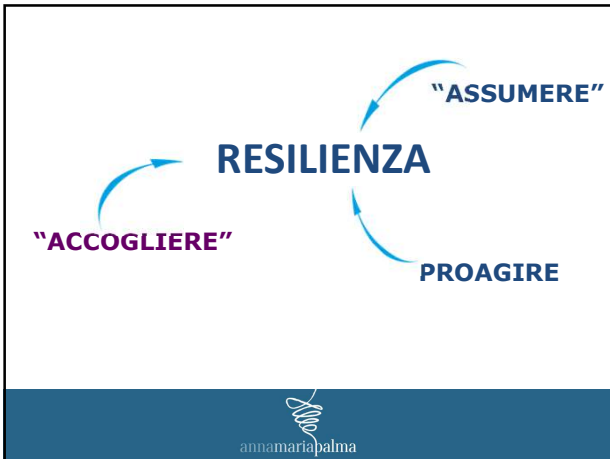 “ASSUMERE”
RESILIENZA
“ACCOGLIERE”
PROAGIRE
annamariapalma